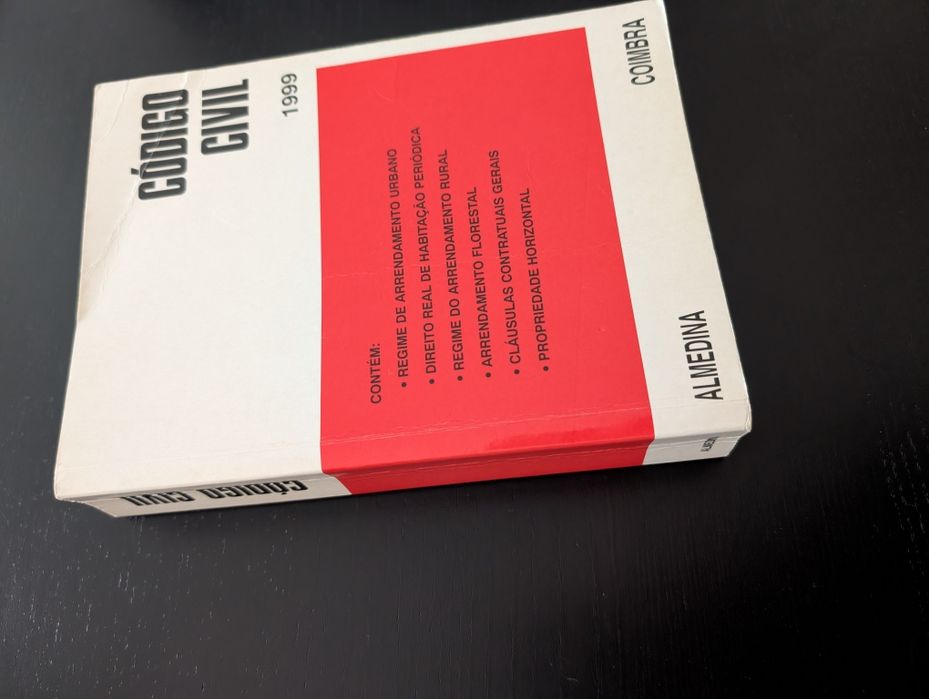 CÓDIGO
CIVIL
1999
CONTÉM:
• REGIME DE ARRENDAMENTO URBANO
• DIREITO REAL DE HABITAÇÃO PERIÓDICA
• REGIME DO ARRENDAMENTO RURAL
• ARRENDAMENTO FLORESTAL
• CLÁUSULAS CONTRATUAIS GERAIS
• PROPRIEDADE HORIZONTAL
ALMEDINA COIMBRA
CÓDIGO CIVIL